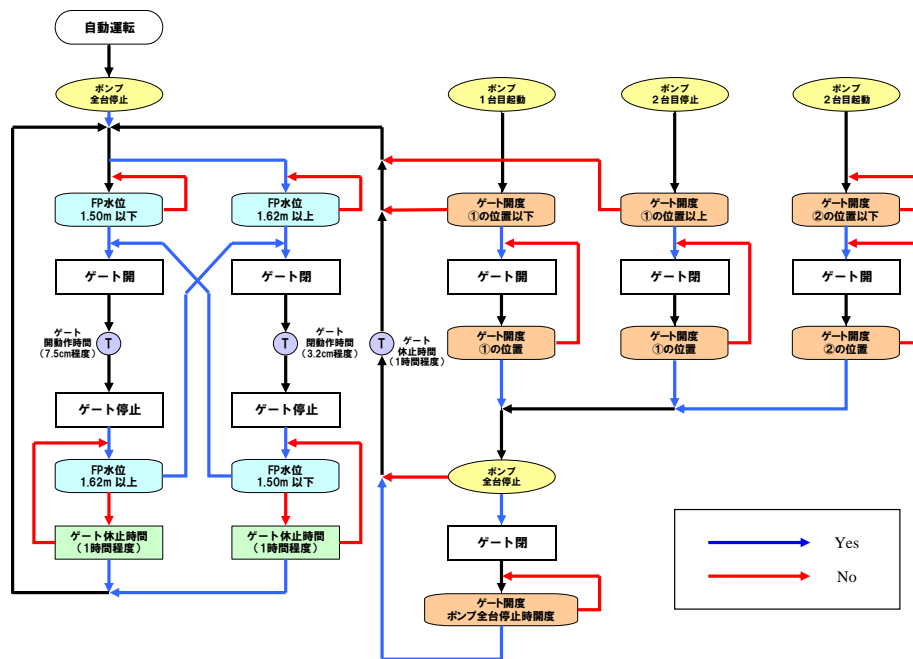 自動運転
ポンプ
全台停止
ポンプ
1台目起動
ポンプ
2台目停止
ポンプ
2台目起動
FP水位
1.50m 以下
FP水位
1.62m 以上
ゲート開度
①の位置以下
ゲート開度
①の位置以上
ゲート開度
②の位置以下
ゲート開
ゲート閉
ゲート開
ゲート閉
ゲート開
ゲート
開動作時間
(7.5cm程度)
T
T
ゲート
閉動作時間
(3.2cm程度)
T
ゲート
休止時間
(1時間程度)
ゲート開度
①の位置
ゲート開度
①の位置
ゲート開度
②の位置
ゲート停止
ゲート停止
FP水位
1.62m 以上
FP水位
1.50m 以下
ポンプ
全台停止
ゲート休止時間
(1時間程度)
ゲート休止時間
(1時間程度)
ゲート閉
ゲート開度
ポンプ全台停止時開度
Yes
No